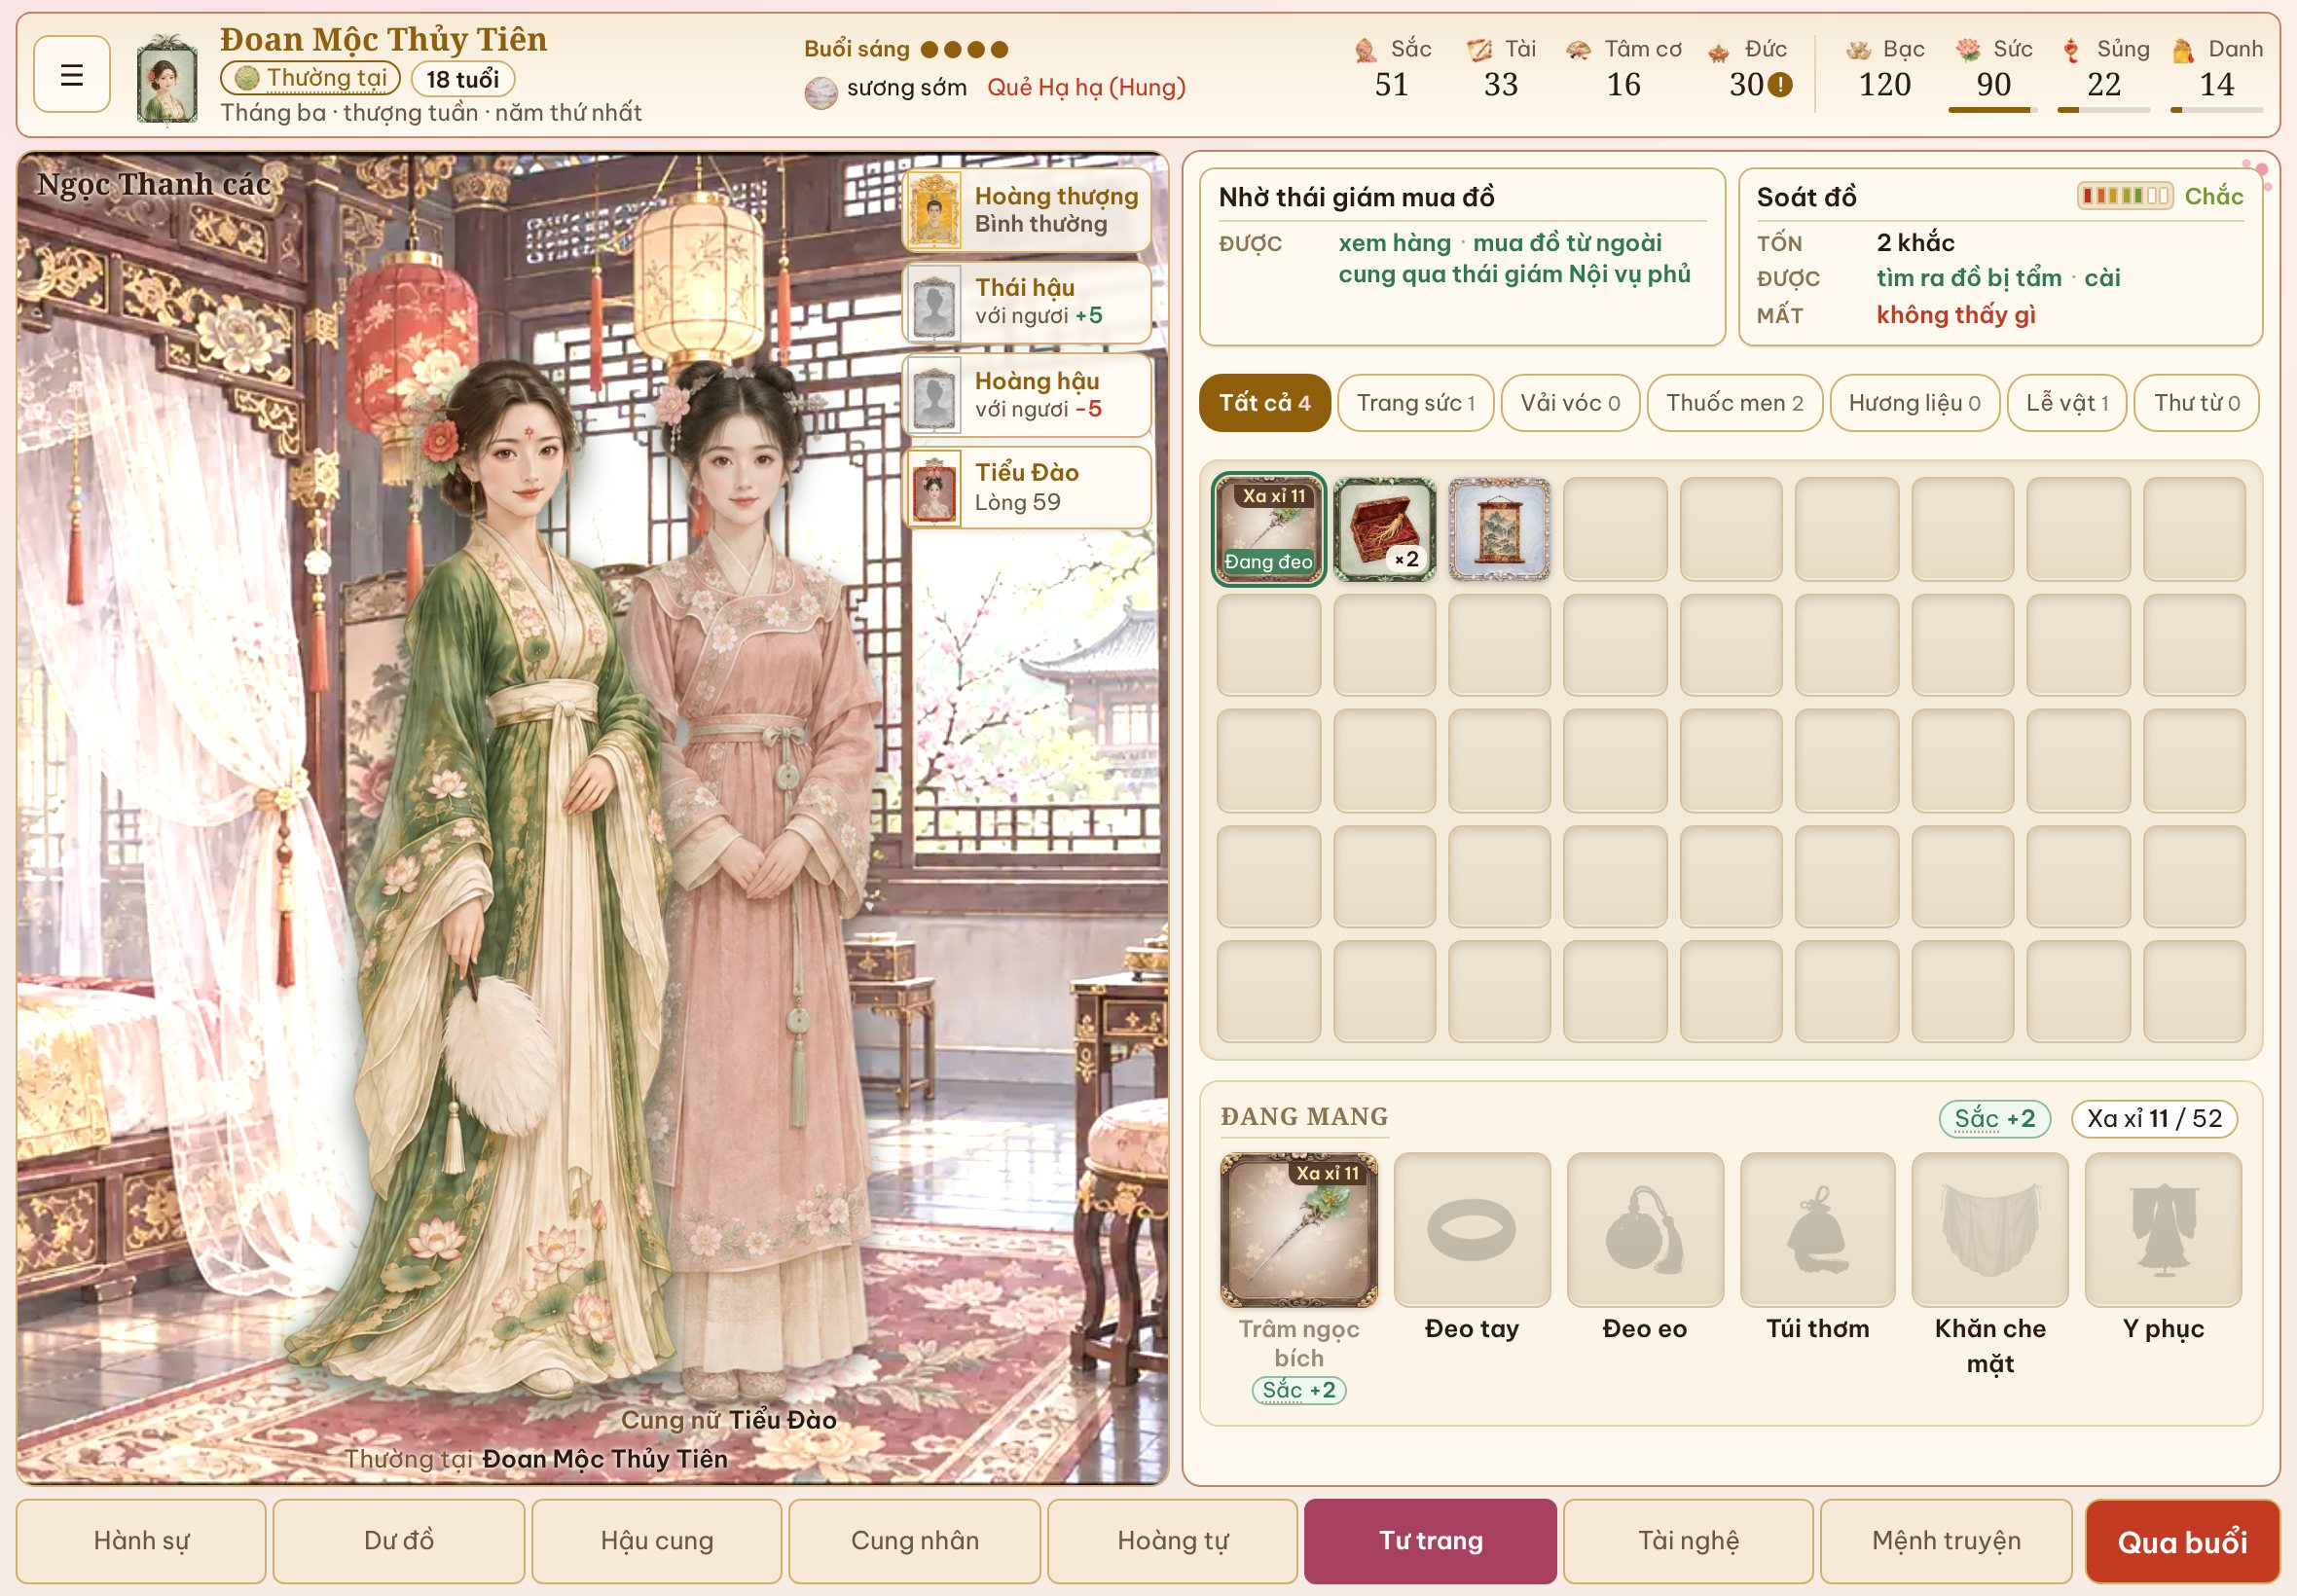 ☰
Đoan Mộc Thủy Tiên
Thường tại
18 tuổi
Tháng ba · thượng tuần · năm thứ nhất
Buổi sáng
sương sớm
Quẻ Hạ hạ (Hung)
Sắc
51
Tài
33
Tâm cơ
16
Đức
30 !
Bạc
120
Sức
90
Sủng
22
Danh
14
Ngọc Thanh các
Hoàng thượng
Bình thường
Thái hậu
với ngươi +5
Hoàng hậu
với ngươi -5
Tiểu Đào
Lòng 59
Cung nữ Tiểu Đào
Thường tại Đoan Mộc Thủy Tiên
Nhờ thái giám mua đồ
ĐƯỢC xem hàng · mua đồ từ ngoài
cung qua thái giám Nội vụ phủ
Soát đồ
Chắc
TỐN 2 khắc
ĐƯỢC tìm ra đồ bị tẩm · cài
MẤT không thấy gì
Tất cả 4
Trang sức 1
Vải vóc 0
Thuốc men 2
Hương liệu 0
Lễ vật 1
Thư từ 0
Xa xỉ 11
Đang đeo
×2
ĐANG MANG
Sắc +2
Xa xỉ 11 / 52
Xa xỉ 11
Trâm ngọc
bích
Sắc +2
Đeo tay
Đeo eo
Túi thơm
Khăn che
mặt
Y phục
Hành sự
Dư đồ
Hậu cung
Cung nhân
Hoàng tự
Tư trang
Tài nghệ
Mệnh truyện
Qua buổi